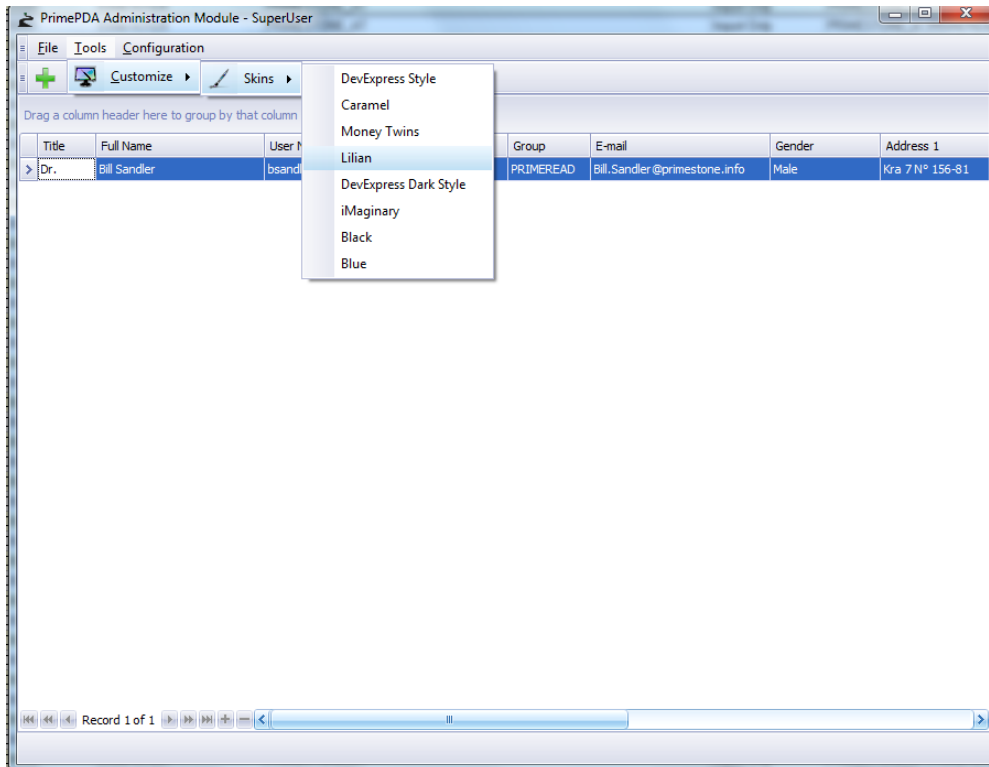 PrimePDA Administration Module - SuperUser
File Tools Configuration
Customize Skins
DevExpress Style
Caramel
Money Twins
Lilian
DevExpress Dark Style
iMaginary
Black
Blue
Drag a column header here to group by that column
Title Full Name User Group E-mail Gender Address 1
Dr. Bill Sandler PRIMEREAD Bill.Sandler@primestone.info Male Kra 7 Nº 156-81
Record 1 of 1